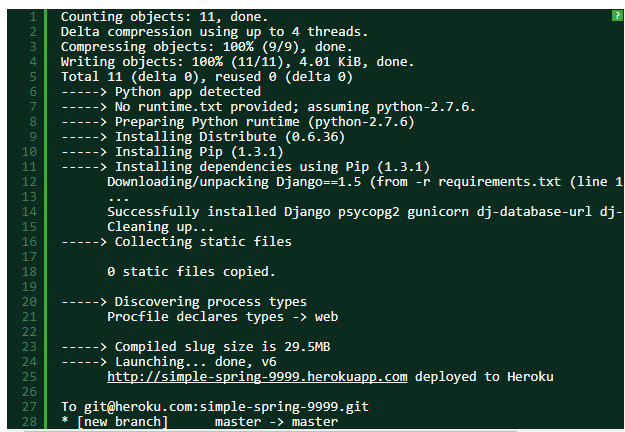 1 Counting objects: 11, done.
?
2 Delta compression using up to 4 threads.
3 Compressing objects: 100% (9/9), done.
4 Writing objects: 100% (11/11), 4.01 KiB, done.
5 Total 11 (delta 0), reused 0 (delta 0)
6 -----> Python app detected
7 -----> No runtime.txt provided; assuming python-2.7.6.
8 -----> Preparing Python runtime (python-2.7.6)
9 -----> Installing Distribute (0.6.36)
10 -----> Installing Pip (1.3.1)
11 -----> Installing dependencies using Pip (1.3.1)
12 Downloading/unpacking Django==1.5 (from -r requirements.txt (line 1
13 ...
14 Successfully installed Django psycopg2 gunicorn dj-database-url dj-
15 Cleaning up...
16 -----> Collecting static files
17
18 0 static files copied.
19
20 -----> Discovering process types
21 Procfile declares types -> web
22
23 -----> Compiled slug size is 29.5MB
24 -----> Launching... done, v6
25 http://simple-spring-9999.herokuapp.com deployed to Heroku
26
27 To git@heroku.com:simple-spring-9999.git
28 * [new branch] master -> master